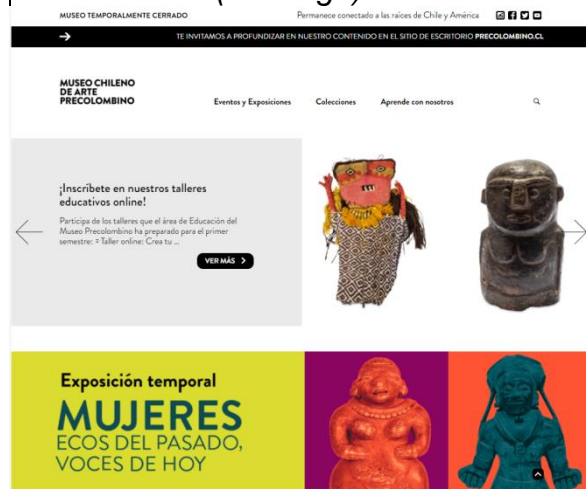 MUSEO TEMPORALMENTE CERRADO
Permanece conectado a las raíces de Chile y América
TE INVITAMOS A PROFUNDIZAR EN NUESTRO CONTENIDO EN EL SITIO DE ESCRITORIO PRECOLOMBINO.CL
MUSEO CHILENO
DE ARTE
PRECOLOMBINO
Eventos y Exposiciones
Colecciones
Aprende con nosotros
¡Inscríbete en nuestros talleres
educativos online!
Participa de los talleres que el área de Educación del
Museo Precolombino ha preparado para el primer
semestre: = Taller online: Crea tu ...
VER MÁS
Exposición temporal
MUJERES
ECOS DEL PASADO,
VOCES DE HOY